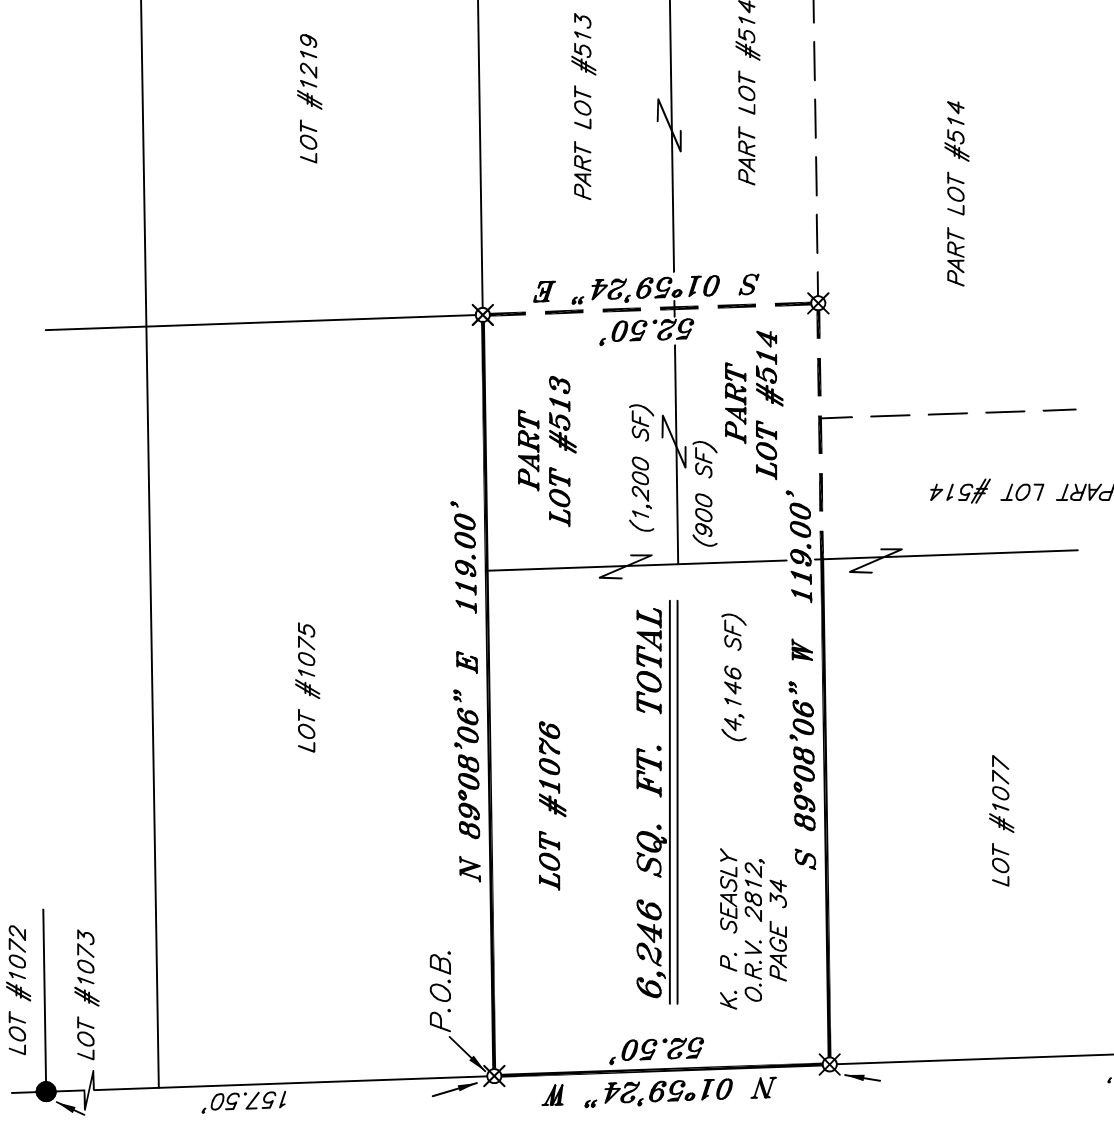 LOT #1219
PART LOT #513
PART LOT #514
PART LOT #514
S 01°59'24" E
52.50'
PART
LOT #513
(1,200 SF)
PART
LOT #514
(900 SF)
PART LOT #514
LOT #1075
N 89°08'06" E 119.00'
LOT #1076
6,246 SQ. FT. TOTAL
(4,146 SF)
K. P. SEASLY
O.R.V. 2812,
PAGE 34
S 89°08'06" W 119.00'
LOT #1077
LOT #1072
LOT #1073
P.O.B.
157.50'
52.50'
N 01°59'24" W